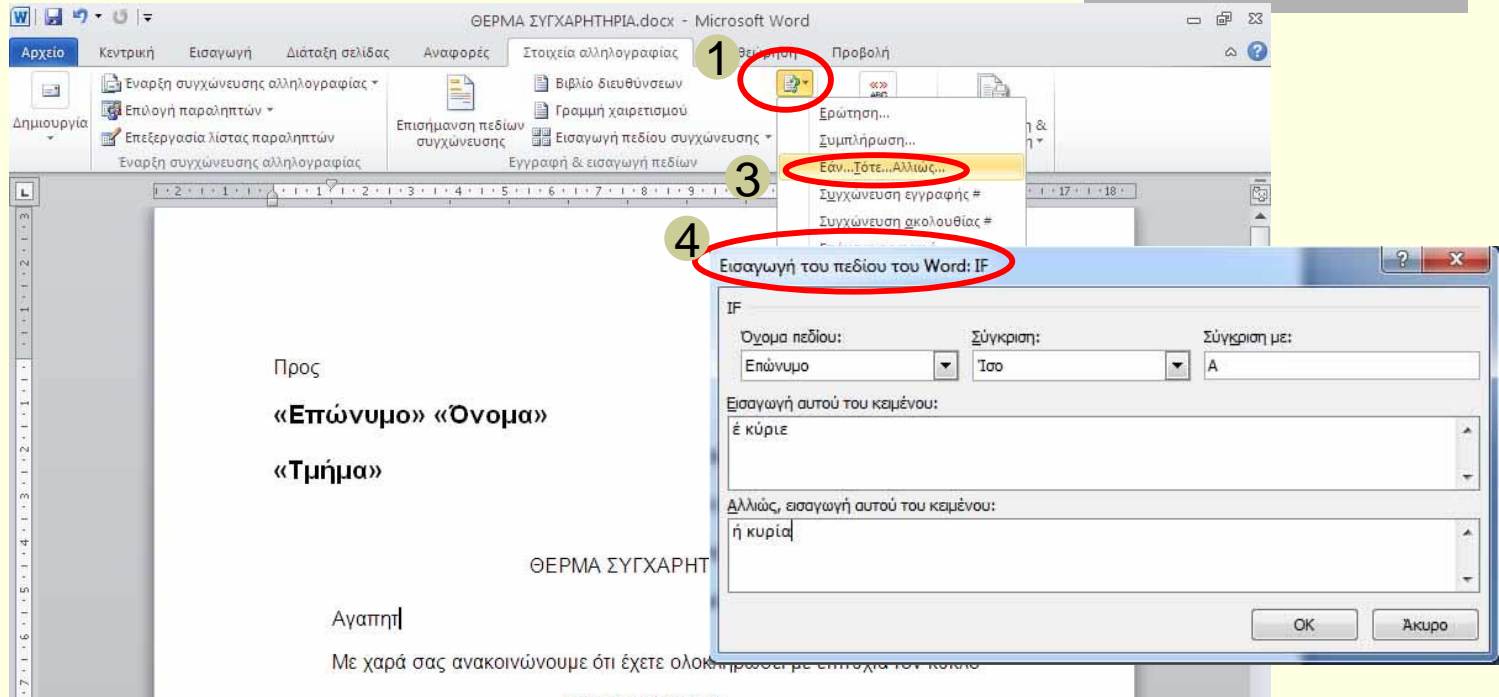 ΘΕΡΜΑ ΣΥΓΧΑΡΗΤΗΡΙΑ.docx - Microsoft Word
Αρχείο Κεντρική Εισαγωγή Διάταξη σελίδας Αναφορές Στοιχεία αλληλογραφίας Προβολή
1
Έναρξη συγχώνευσης αλληλογραφίας
Επιλογή παραληπτών
Επεξεργασία λίστας παραληπτών
Δημιουργία
Έναρξη συγχώνευσης αλληλογραφίας
Επισήμανση πεδίων
συγχώνευσης
Βιβλίο διευθύνσεων
Γραμμή χαιρετισμού
Εισαγωγή πεδίου συγχώνευσης
Εγγραφή & εισαγωγή πεδίων
Ερώτηση...
Συμπλήρωση...
3
Εάν...Τότε...Αλλιώς...
Συγχώνευση εγγραφής #
Συγχώνευση ακολουθίας #
4
Εισαγωγή του πεδίου του Word: IF
IF
Όνομα πεδίου: Σύγκριση: Σύγκριση με:
Επώνυμο Ίσο Α
Εισαγωγή αυτού του κειμένου:
έ κύριε
Αλλιώς, εισαγωγή αυτού του κειμένου:
ή κυρία
OK Άκυρο
Προς
«Επώνυμο» «Όνομα»
«Τμήμα»
ΘΕΡΜΑ ΣΥΓΧΑΡΗΤ
Αγαπητ
Με χαρά σας ανακοινώνουμε ότι έχετε ολοκληρώσει με επιτυχία τον κύκλο